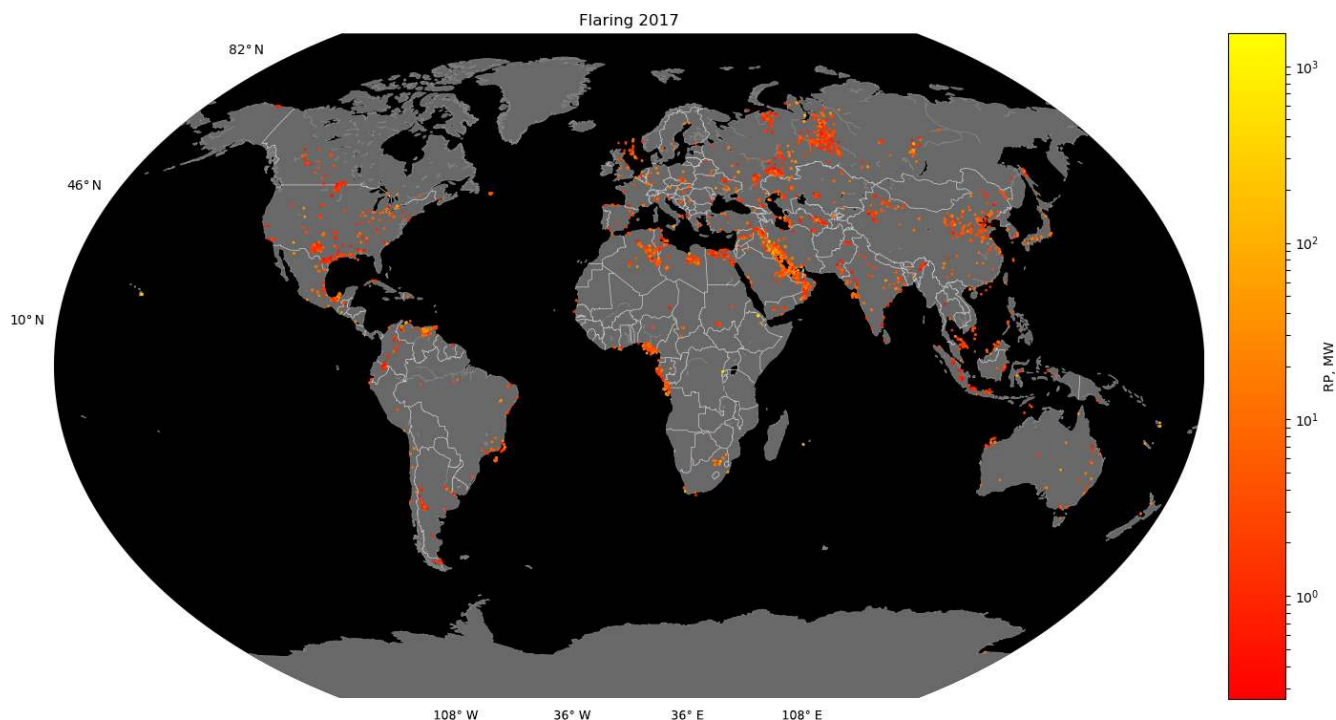 Flaring 2017
82° N
46° N
10° N
108° W
36° W
36° E
108° E
10³
10²
10¹
10⁰
RP, MW